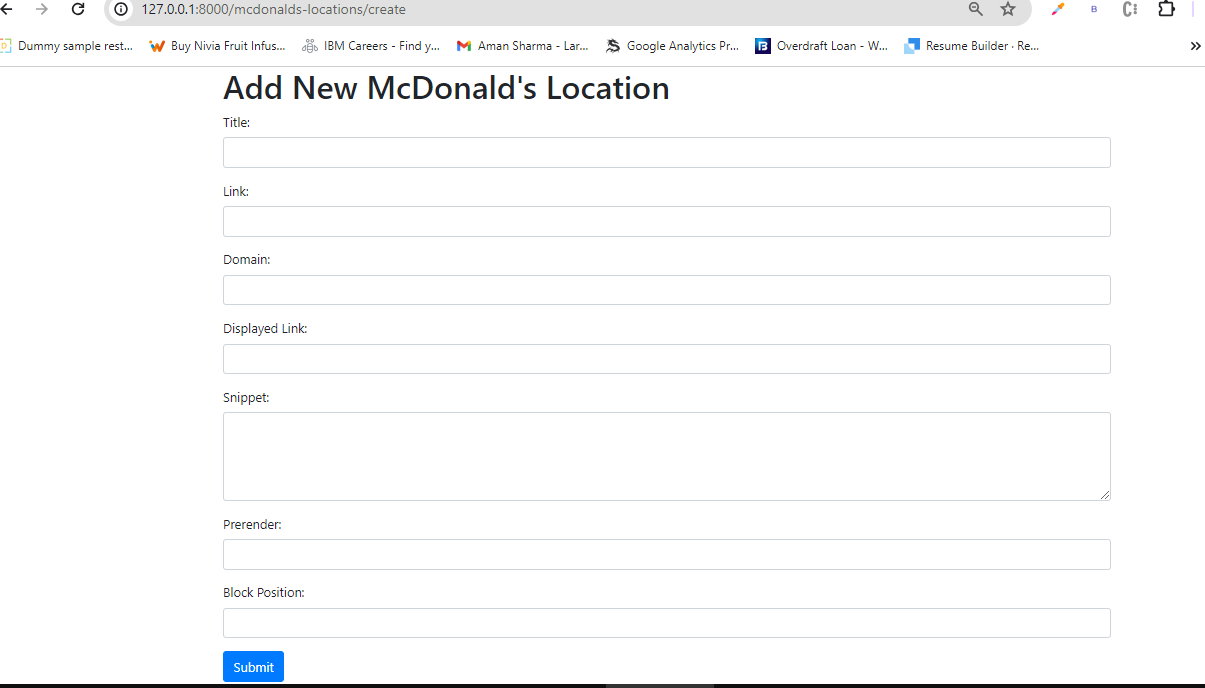 127.0.0.1:8000/mcdonalds-locations/create
Dummy sample rest... Buy Nivia Fruit Infus... IBM Careers - Find y... Aman Sharma - Lar... Google Analytics Pr... Overdraft Loan - W... Resume Builder · Re...
Add New McDonald's Location
Title:
Link:
Domain:
Displayed Link:
Snippet:
Prerender:
Block Position:
Submit